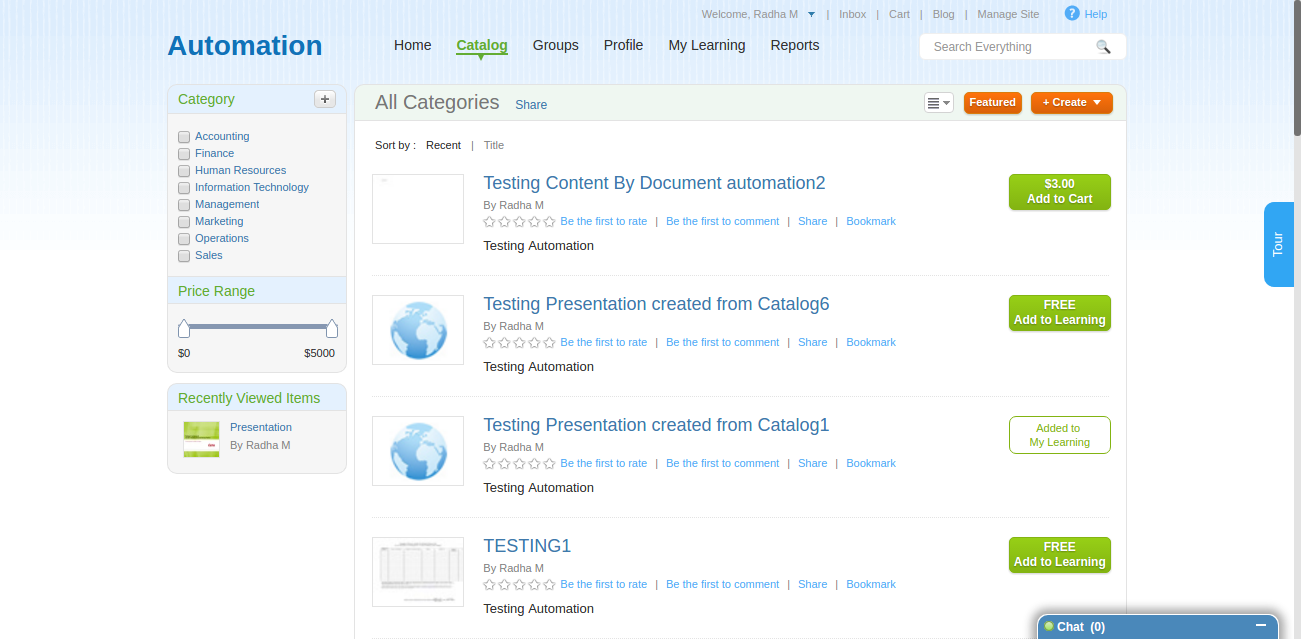 Welcome, Radha M | Inbox | Cart | Blog | Manage Site ? Help
Automation
Home Catalog Groups Profile My Learning Reports
Search Everything
Category +
Accounting
Finance
Human Resources
Information Technology
Management
Marketing
Operations
Sales
Price Range
$0 $5000
Recently Viewed Items
Presentation
By Radha M
All Categories Share
Featured
+ Create
Sort by : Recent | Title
Testing Content By Document automation2
By Radha M
Be the first to rate | Be the first to comment | Share | Bookmark
Testing Automation
$3.00
Add to Cart
Testing Presentation created from Catalog6
By Radha M
Be the first to rate | Be the first to comment | Share | Bookmark
Testing Automation
FREE
Add to Learning
Testing Presentation created from Catalog1
By Radha M
Be the first to rate | Be the first to comment | Share | Bookmark
Testing Automation
Added to
My Learning
TESTING1
By Radha M
Be the first to rate | Be the first to comment | Share | Bookmark
Testing Automation
FREE
Add to Learning
Tour
Chat (0)